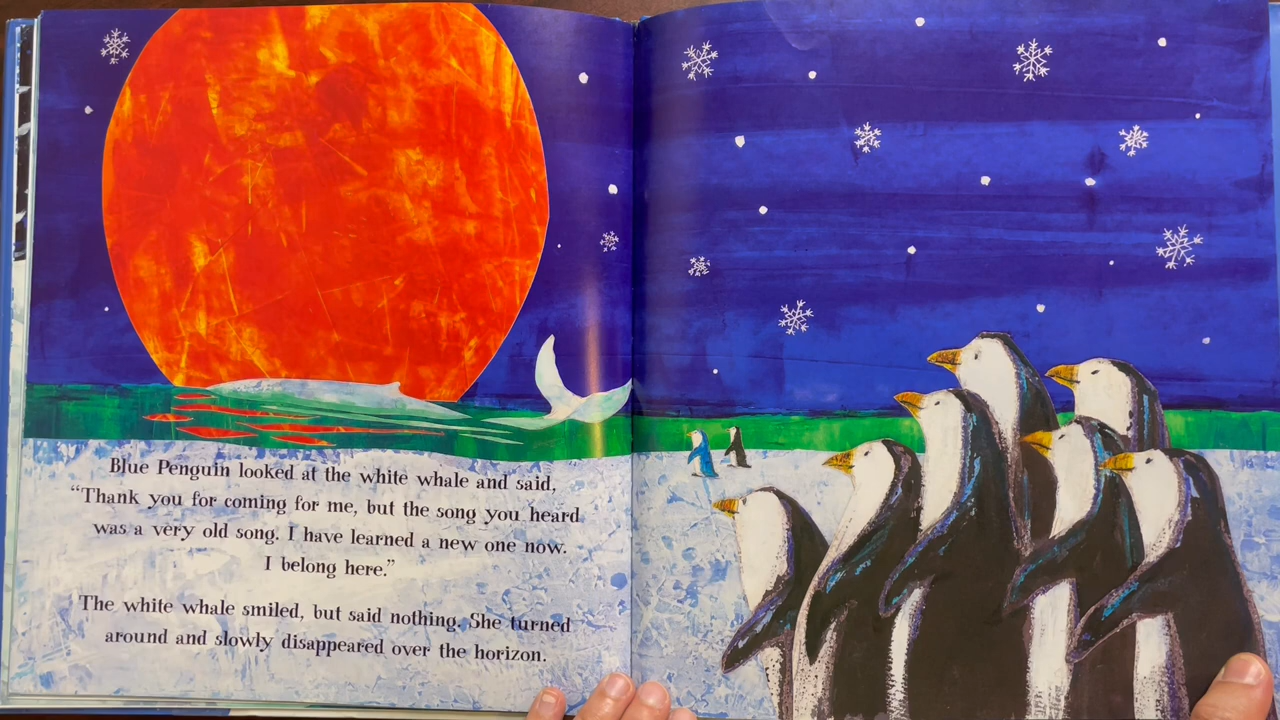 Blue Penguin looked at the white whale and said,
“Thank you for coming for me, but the song you heard
was a very old song. I have learned a new one now.
I belong here.”
The white whale smiled, but said nothing. She turned
around and slowly disappeared over the horizon.